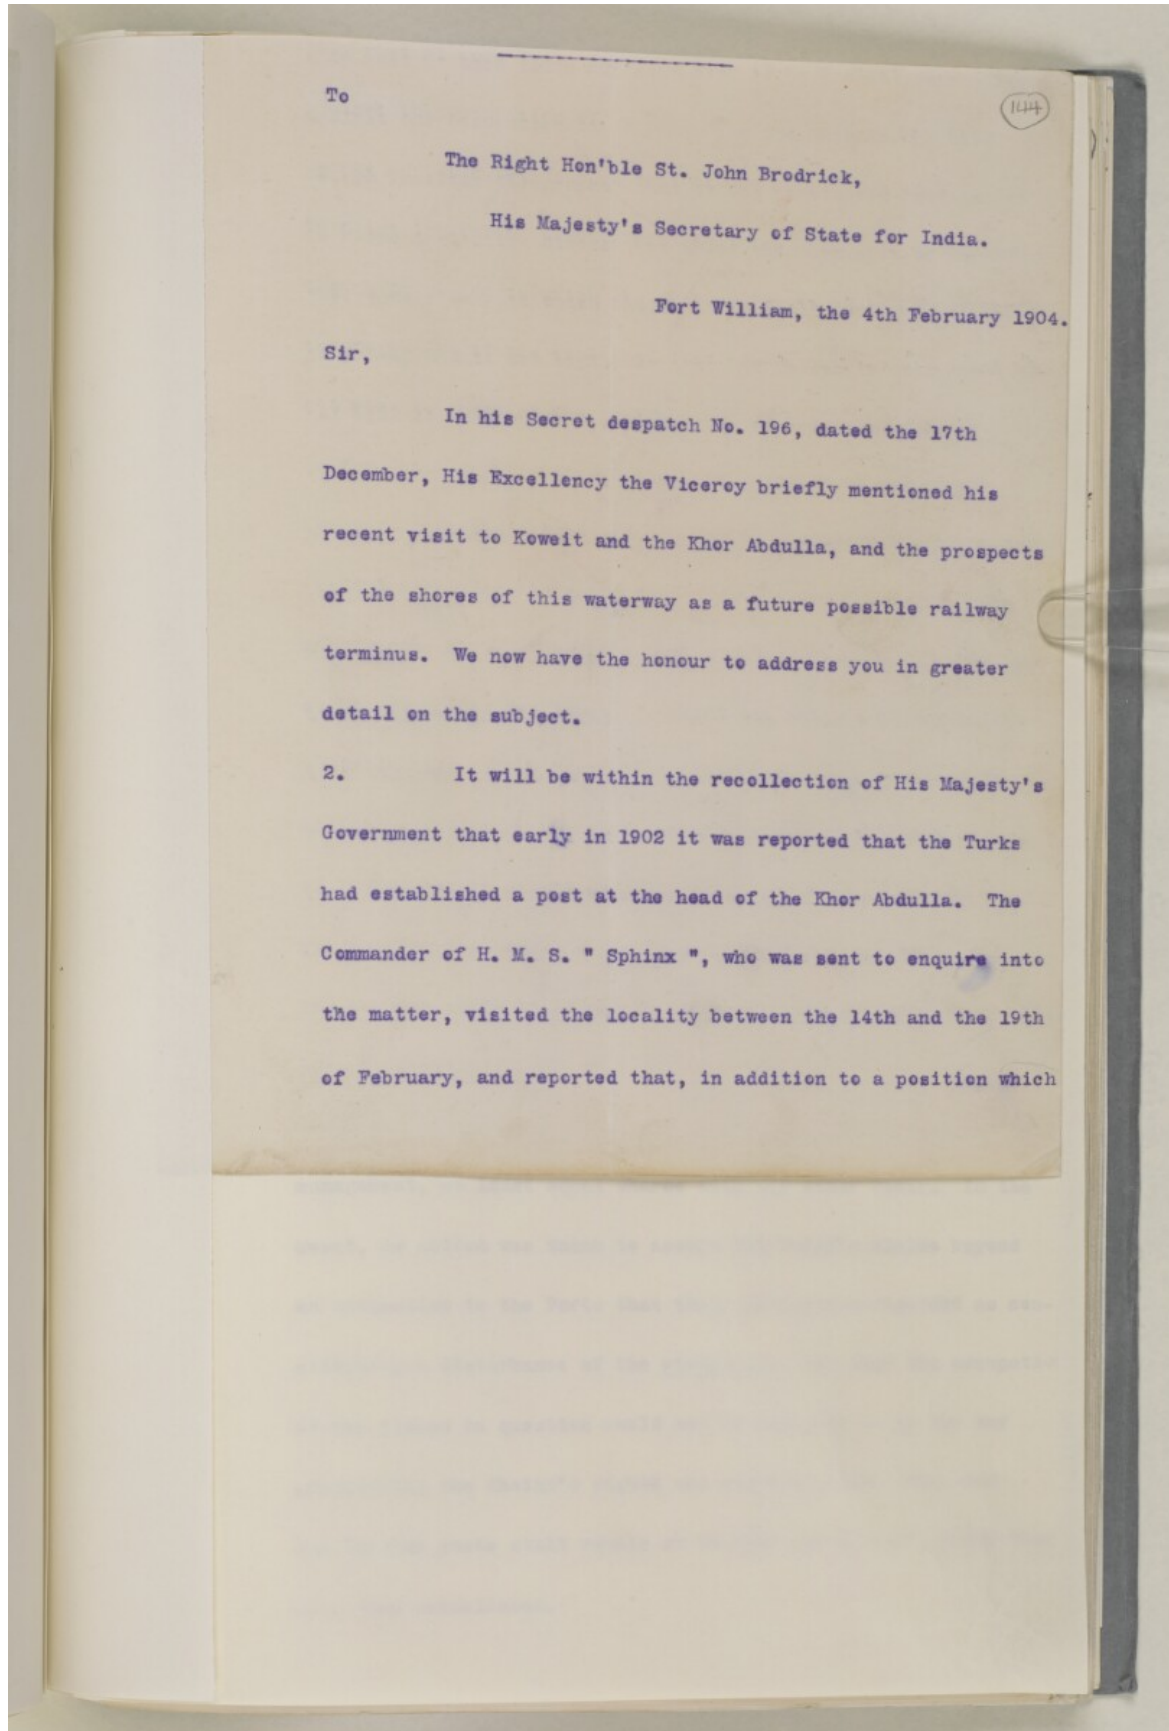 To
144
The Right Hon'ble St. John Brodrick,
His Majesty's Secretary of State for India.
Fort William, the 4th February 1904.
Sir,
In his Secret despatch No. 196, dated the 17th
December, His Excellency the Viceroy briefly mentioned his
recent visit to Koweit and the Khor Abdulla, and the prospects
of the shores of this waterway as a future possible railway
terminus. We now have the honour to address you in greater
detail on the subject.
2. It will be within the recollection of His Majesty's
Government that early in 1902 it was reported that the Turks
had established a post at the head of the Khor Abdulla. The
Commander of H. M. S. " Sphinx ", who was sent to enquire into
the matter, visited the locality between the 14th and the 19th
of February, and reported that, in addition to a position which